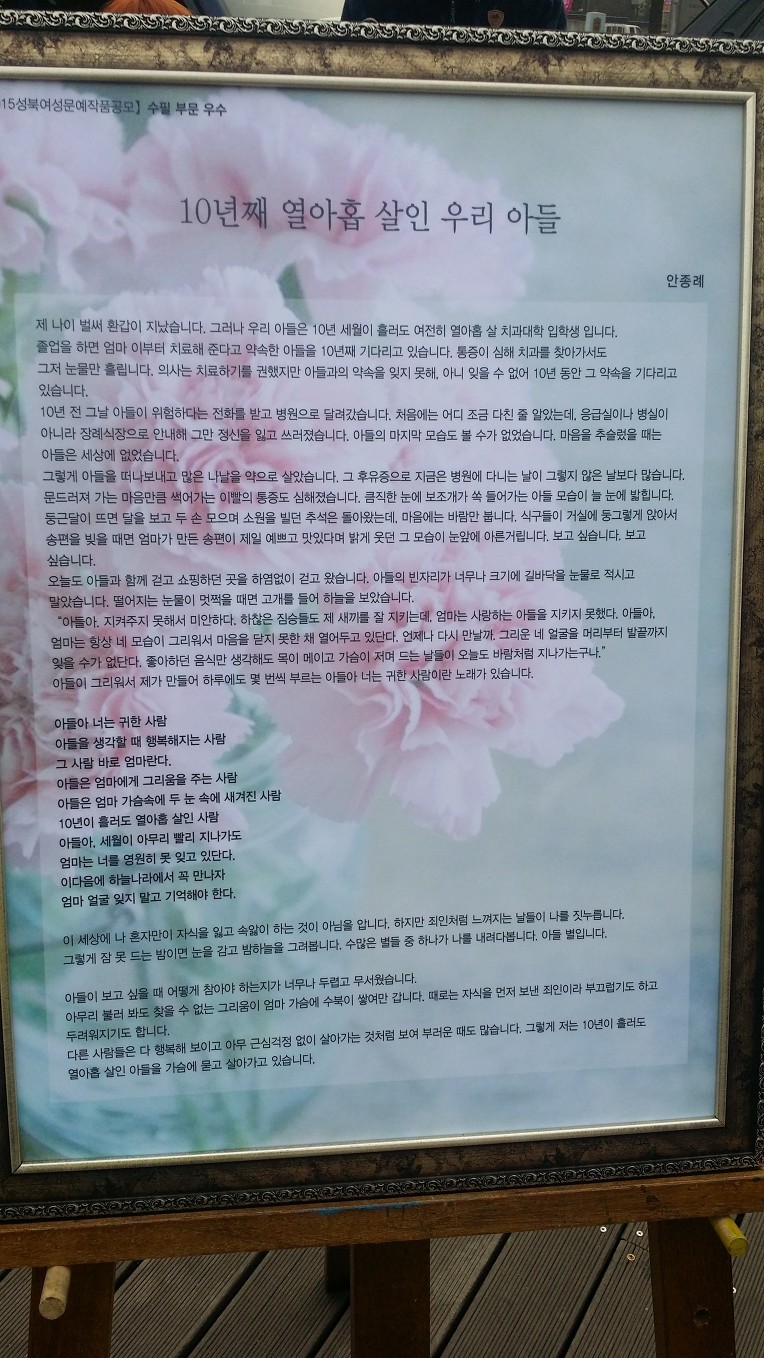 15성북여성문예작품공모】 수필 부문 우수
10년째 열아홉 살인 우리 아들
안종례
제 나이 벌써 환갑이 지났습니다. 그러나 우리 아들은 10년 세월이 흘러도 여전히 열아홉 살 치과대학 입학생 입니다.
졸업을 하면 엄마 이부터 치료해 준다고 약속한 아들을 10년째 기다리고 있습니다. 통증이 심해 치과를 찾아가서도
그저 눈물만 흘립니다. 의사는 치료하기를 권했지만 아들과의 약속을 잊지 못해, 아니 잊을 수 없어 10년 동안 그 약속을 기다리고
있습니다.
10년 전 그날 아들이 위험하다는 전화를 받고 병원으로 달려갔습니다. 처음에는 어디 조금 다친 줄 알았는데, 응급실이나 병실이
아니라 장례식장으로 안내해 그만 정신을 잃고 쓰러졌습니다. 아들의 마지막 모습도 볼 수가 없었습니다. 마음을 추슬렀을 때는
아들은 세상에 없었습니다.
그렇게 아들을 떠나보내고 많은 나날을 약으로 살았습니다. 그 후유증으로 지금은 병원에 다니는 날이 그렇지 않은 날보다 많습니다.
문드러져 가는 마음만큼 썩어가는 이빨의 통증도 심해졌습니다. 큼직한 눈에 보조개가 쏙 들어가는 아들 모습이 늘 눈에 밟힙니다.
둥근달이 뜨면 달을 보고 두 손 모으며 소원을 빌던 추석은 돌아왔는데, 마음에는 바람만 붑니다. 식구들이 거실에 둥그렇게 앉아서
송편을 빚을 때면 엄마가 만든 송편이 제일 예쁘고 맛있다며 밝게 웃던 그 모습이 눈앞에 아른거립니다. 보고 싶습니다. 보고
싶습니다.
오늘도 아들과 함께 걷고 쇼핑하던 곳을 하염없이 걷고 왔습니다. 아들의 빈자리가 너무나 크기에 길바닥을 눈물로 적시고
말았습니다. 떨어지는 눈물이 멋쩍을 때면 고개를 들어 하늘을 보았습니다.
“아들아, 지켜주지 못해서 미안하다. 하찮은 짐승들도 제 새끼를 잘 지키는데, 엄마는 사랑하는 아들을 지키지 못했다. 아들아,
엄마는 항상 네 모습이 그리워서 마음을 닫지 못한 채 열어두고 있단다. 언제나 다시 만날까, 그리운 네 얼굴을 머리부터 발끝까지
잊을 수가 없단다. 좋아하던 음식만 생각해도 목이 메이고 가슴이 저며 드는 날들이 오늘도 바람처럼 지나가는구나.”
아들이 그리워서 제가 만들어 하루에도 몇 번씩 부르는 아들아 너는 귀한 사람이란 노래가 있습니다.
아들아 너는 귀한 사람
아들을 생각할 때 행복해지는 사람
그 사람 바로 엄마란다.
아들은 엄마에게 그리움을 주는 사람
아들은 엄마 가슴속에 두 눈 속에 새겨진 사람
10년이 흘러도 열아홉 살인 사람
아들아, 세월이 아무리 빨리 지나가도
엄마는 너를 영원히 못 잊고 있단다.
이다음에 하늘나라에서 꼭 만나자
엄마 얼굴 잊지 말고 기억해야 한다.
이 세상에 나 혼자만이 자식을 잃고 속앓이 하는 것이 아님을 압니다. 하지만 죄인처럼 느껴지는 날들이 나를 짓누릅니다.
그렇게 잠 못 드는 밤이면 눈을 감고 밤하늘을 그려봅니다. 수많은 별들 중 하나가 나를 내려다봅니다. 아들 별입니다.
아들이 보고 싶을 때 어떻게 참아야 하는지가 너무나 두렵고 무서웠습니다.
아무리 불러 봐도 찾을 수 없는 그리움이 엄마 가슴에 수북이 쌓여만 갑니다. 때로는 자식을 먼저 보낸 죄인이라 부끄럽기도 하고
두려워지기도 합니다.
다른 사람들은 다 행복해 보이고 아무 근심걱정 없이 살아가는 것처럼 보여 부러운 때도 많습니다. 그렇게 저는 10년이 흘러도
열아홉 살인 아들을 가슴에 묻고 살아가고 있습니다.